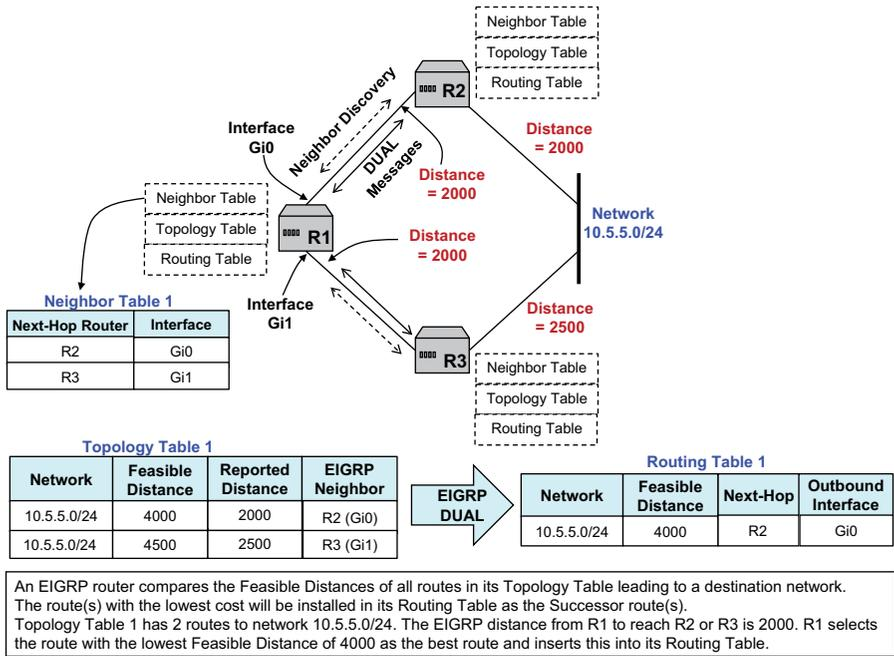 Neighbor Table
Topology Table
Routing Table
R2
Neighbor Discovery
DUAL
Messages
Interface
Gi0
Distance
= 2000
Distance
= 2000
Network
10.5.5.0/24
Neighbor Table
Topology Table
Routing Table
R1
Distance
= 2000
Interface
Gi1
Distance
= 2500
R3
Neighbor Table
Topology Table
Routing Table
Neighbor Table 1
Next-Hop Router Interface
R2 Gi0
R3 Gi1
Topology Table 1
Network Feasible Distance Reported Distance EIGRP Neighbor
10.5.5.0/24 4000 2000 R2 (Gi0)
10.5.5.0/24 4500 2500 R3 (Gi1)
EIGRP
DUAL
Routing Table 1
Network Feasible Distance Next-Hop Outbound Interface
10.5.5.0/24 4000 R2 Gi0
An EIGRP router compares the Feasible Distances of all routes in its Topology Table leading to a destination network.
The route(s) with the lowest cost will be installed in its Routing Table as the Successor route(s).
Topology Table 1 has 2 routes to network 10.5.5.0/24. The EIGRP distance from R1 to reach R2 or R3 is 2000. R1 selects
the route with the lowest Feasible Distance of 4000 as the best route and inserts this into its Routing Table.